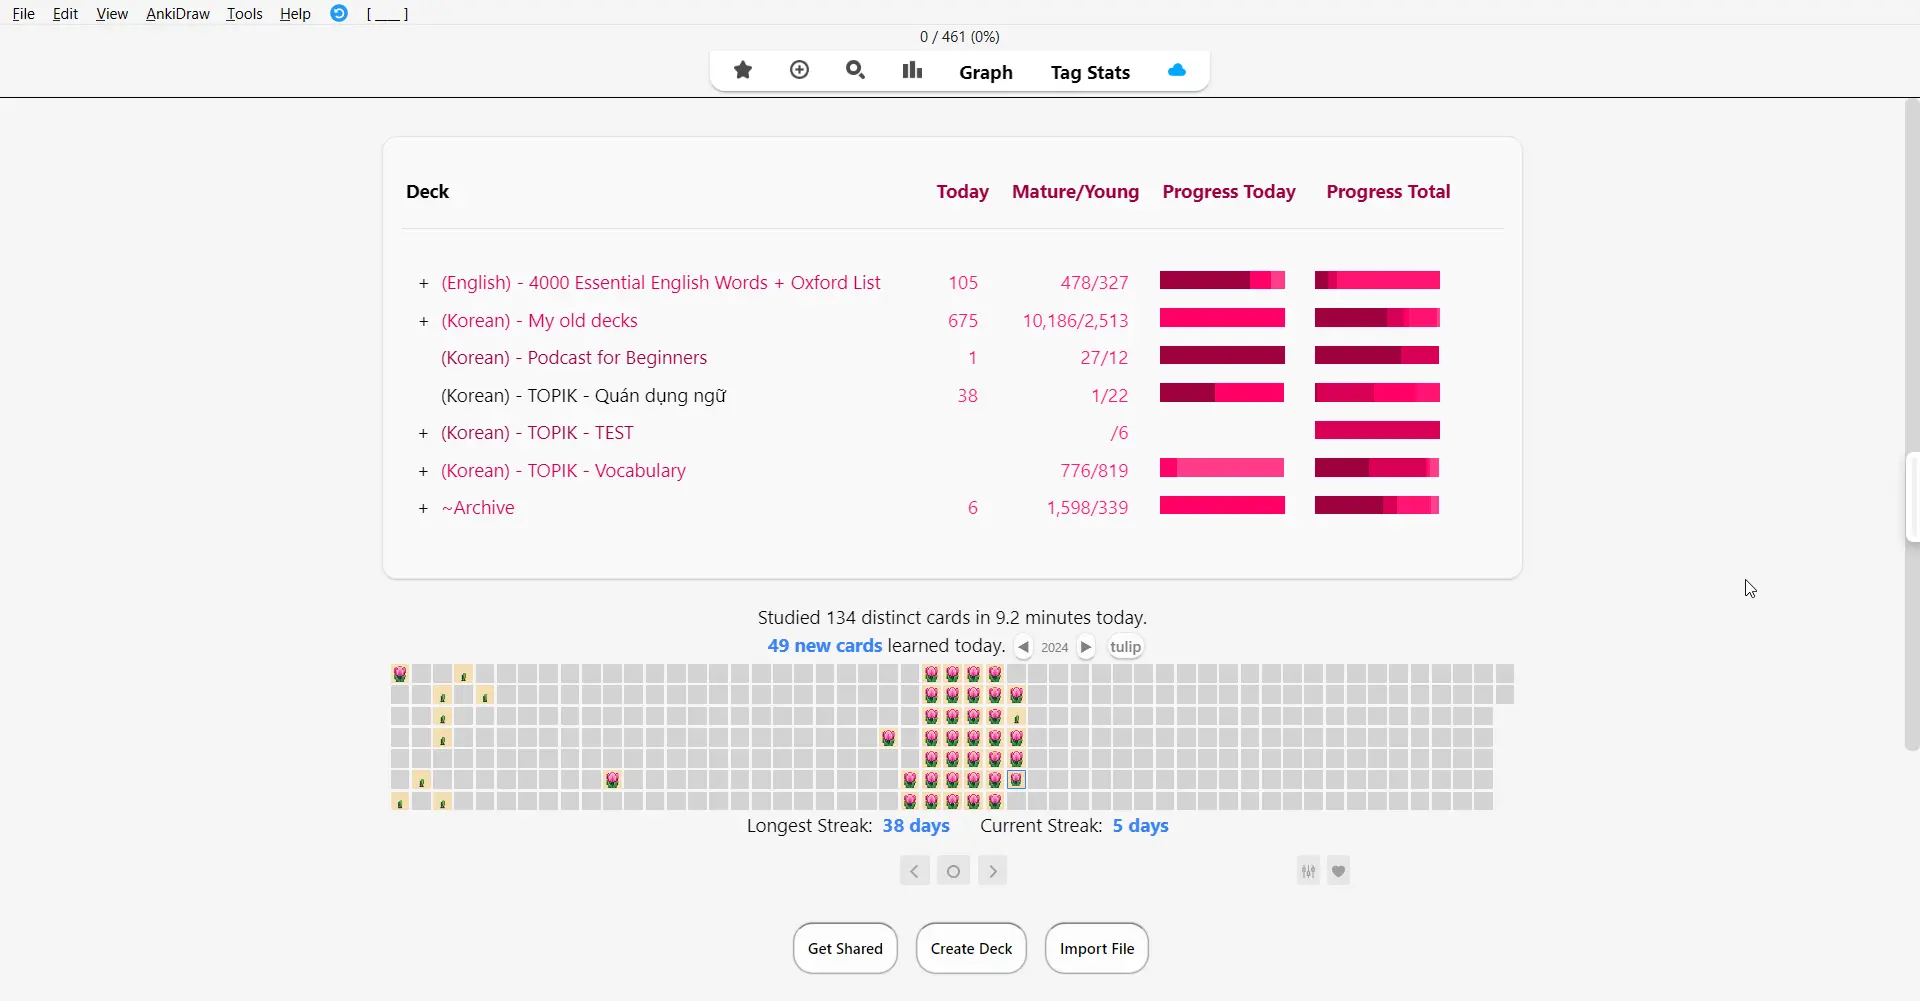 File Edit View AnkiDraw Tools Help [ ___ ]
0 / 461 (0%)
Graph Tag Stats
Deck Today Mature/Young Progress Today Progress Total
+ (English) - 4000 Essential English Words + Oxford List 105 478/327
+ (Korean) - My old decks 675 10,186/2,513
(Korean) - Podcast for Beginners 1 27/12
(Korean) - TOPIK - Quán dụng ngữ 38 1/22
+ (Korean) - TOPIK - TEST /6
+ (Korean) - TOPIK - Vocabulary 776/819
+ ~Archive 6 1,598/339
Studied 134 distinct cards in 9.2 minutes today.
49 new cards learned today. ◀ 2024 ▶ tulip
Longest Streak: 38 days Current Streak: 5 days
Get Shared Create Deck Import File